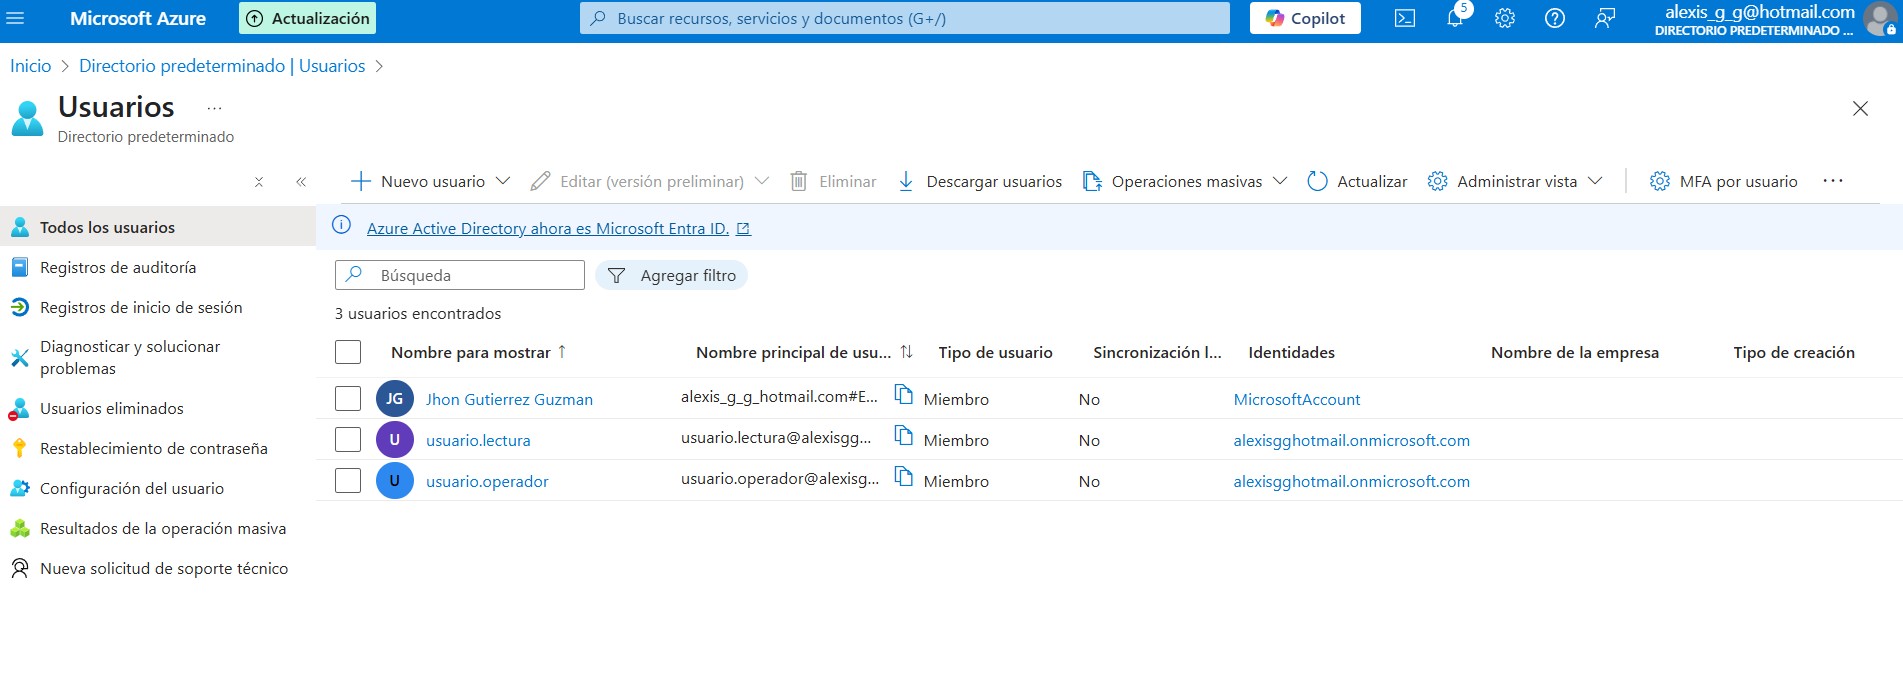 Microsoft Azure
Actualización
Buscar recursos, servicios y documentos (G+/)
Copilot
5
alexis_g_g@hotmail.com
DIRECTORIO PREDETERMINADO ...
Inicio > Directorio predeterminado | Usuarios >
Usuarios ...
Directorio predeterminado
Nuevo usuario
Editar (versión preliminar)
Eliminar
Descargar usuarios
Operaciones masivas
Actualizar
Administrar vista
MFA por usuario
...
Todos los usuarios
Registros de auditoría
Registros de inicio de sesión
Diagnosticar y solucionar
problemas
Usuarios eliminados
Restablecimiento de contraseña
Configuración del usuario
Resultados de la operación masiva
Nueva solicitud de soporte técnico
Azure Active Directory ahora es Microsoft Entra ID.
Búsqueda
Agregar filtro
3 usuarios encontrados
Nombre para mostrar ↑ Nombre principal de usu... ↑↓ Tipo de usuario Sincronización l... Identidades Nombre de la empresa Tipo de creación
JG Jhon Gutierrez Guzman alexis_g_g_hotmail.com#E... Miembro No MicrosoftAccount
U usuario.lectura usuario.lectura@alexisgg... Miembro No alexisgghotmail.onmicrosoft.com
U usuario.operador usuario.operador@alexisg... Miembro No alexisgghotmail.onmicrosoft.com